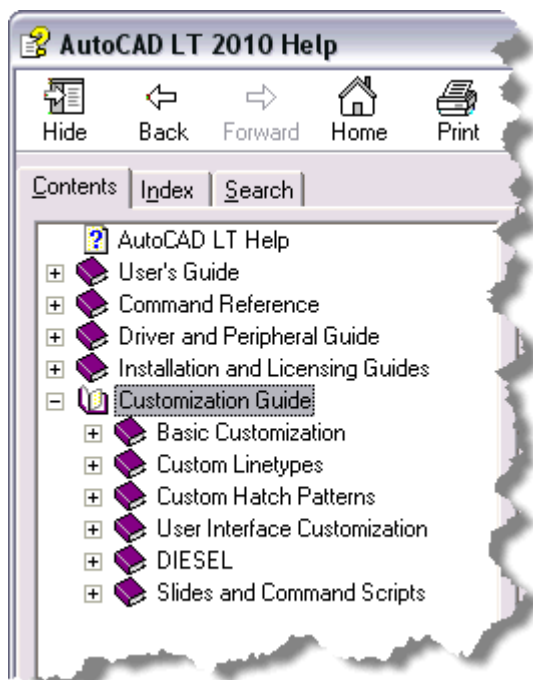 AutoCAD LT 2010 Help
Hide Back Forward Home Print
Contents Index Search
AutoCAD LT Help
User's Guide
Command Reference
Driver and Peripheral Guide
Installation and Licensing Guides
Customization Guide
Basic Customization
Custom Linetypes
Custom Hatch Patterns
User Interface Customization
DIESEL
Slides and Command Scripts